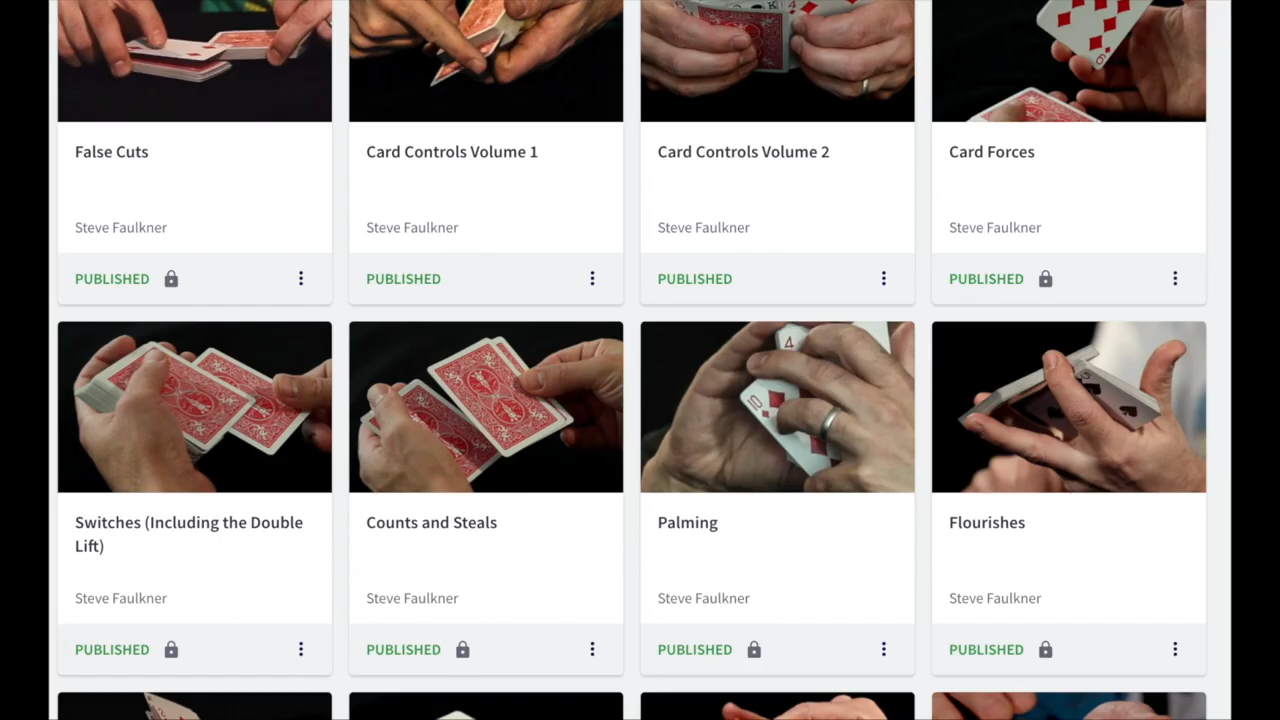 False Cuts
Card Controls Volume 1
Card Controls Volume 2
Card Forces
Steve Faulkner
Steve Faulkner
Steve Faulkner
Steve Faulkner
PUBLISHED
PUBLISHED
PUBLISHED
PUBLISHED
4
10
Switches (Including the Double
Lift)
Counts and Steals
Palming
Flourishes
Steve Faulkner
Steve Faulkner
Steve Faulkner
Steve Faulkner
PUBLISHED
PUBLISHED
PUBLISHED
PUBLISHED